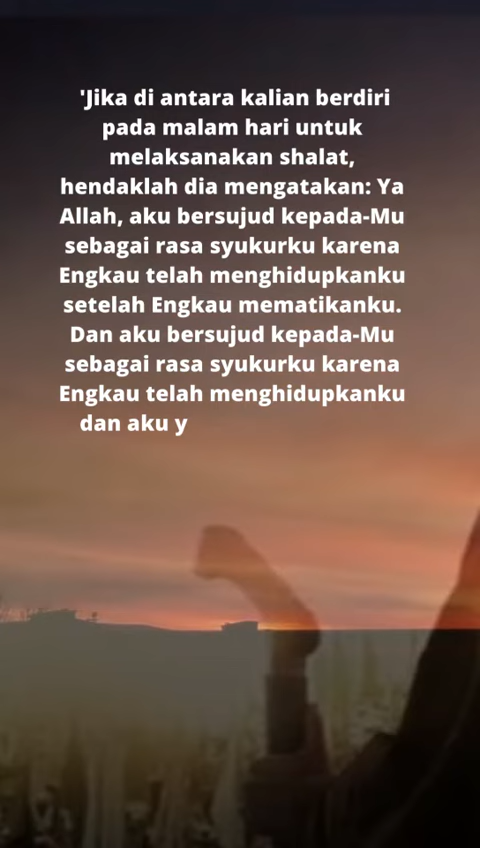 'Jika di antara kalian berdiri
pada malam hari untuk
melaksanakan shalat,
hendaklah dia mengatakan: Ya
Allah, aku bersujud kepada-Mu
sebagai rasa syukurku karena
Engkau telah menghidupkanku
setelah Engkau mematikanku.
Dan aku bersujud kepada-Mu
sebagai rasa syukurku karena
Engkau telah menghidupkanku
dan aku y